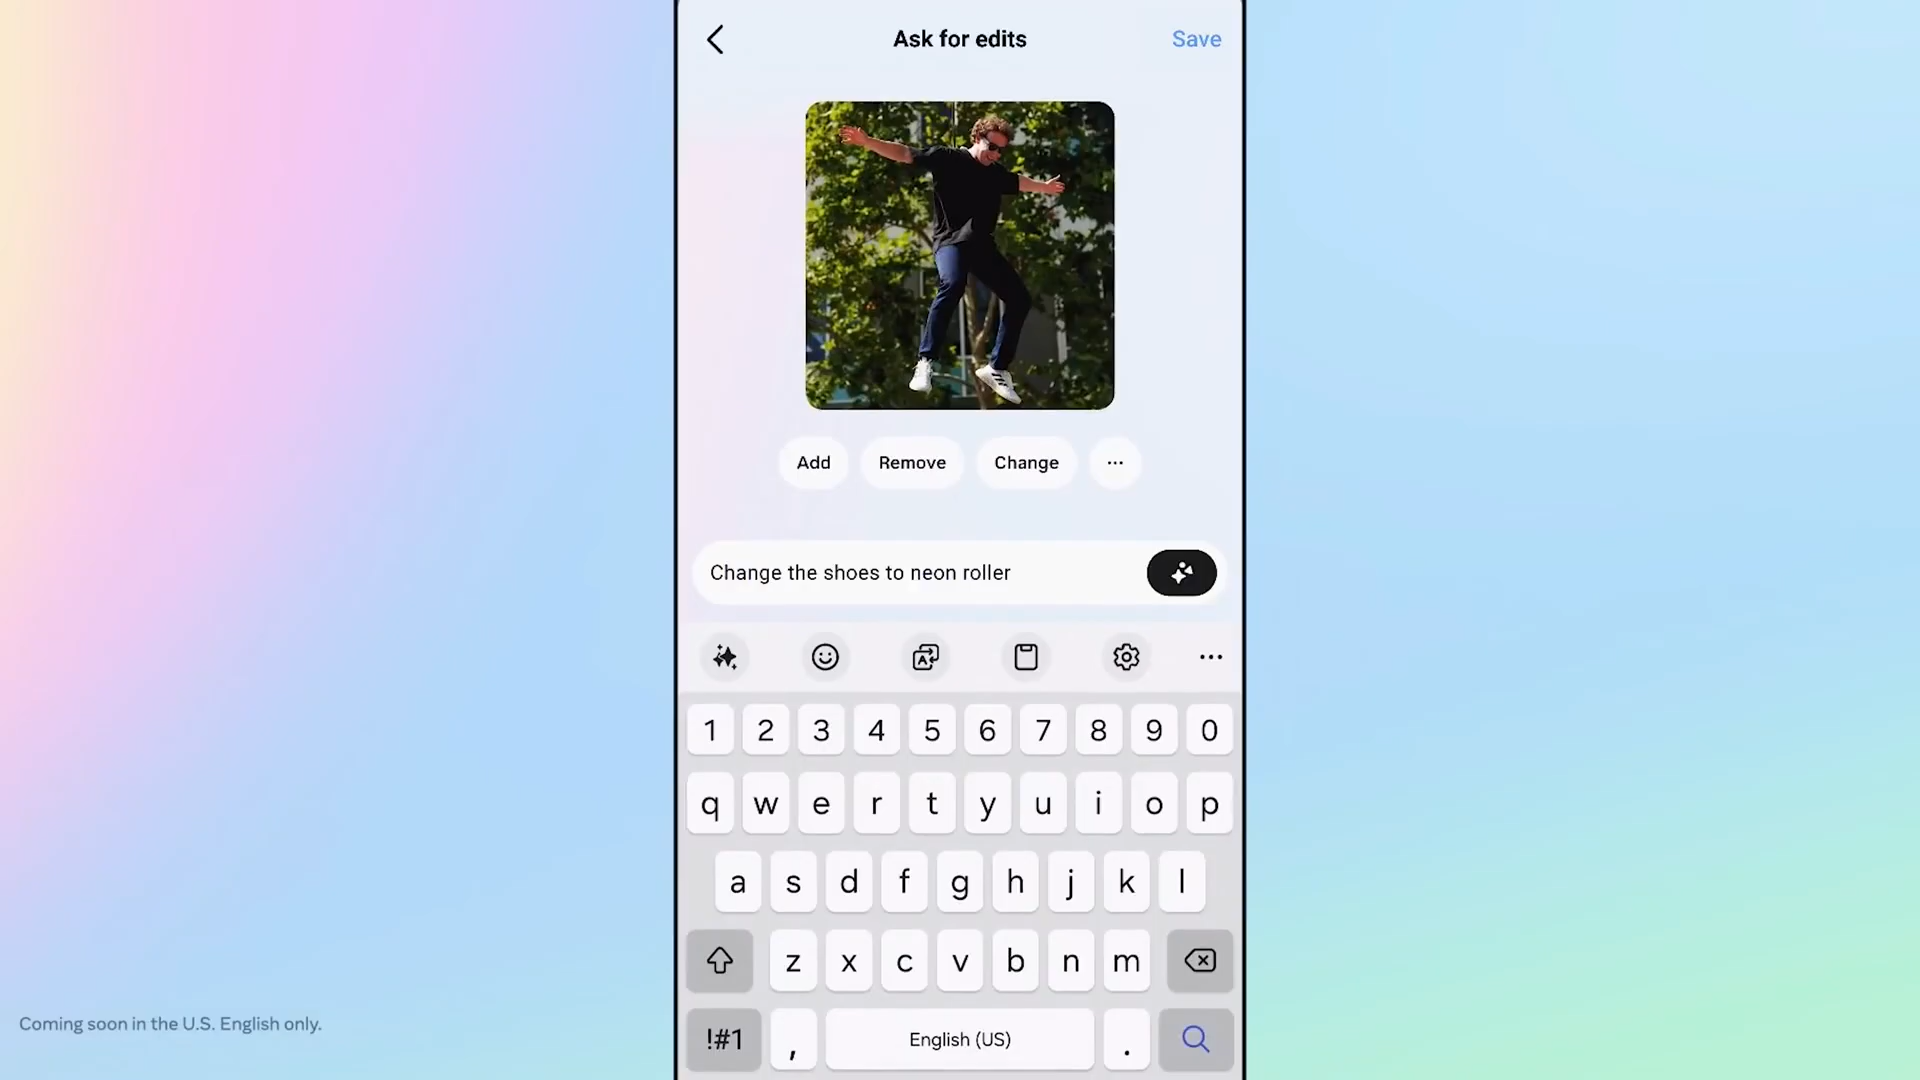 Ask for edits
Save
Add
Remove
Change
...
Change the shoes to neon roller
1 2 3 4 5 6 7 8 9 0
q w e r t y u i o p
a s d f g h j k l
z x c v b n m
!#1 , English (US) .
Coming soon in the U.S. English only.